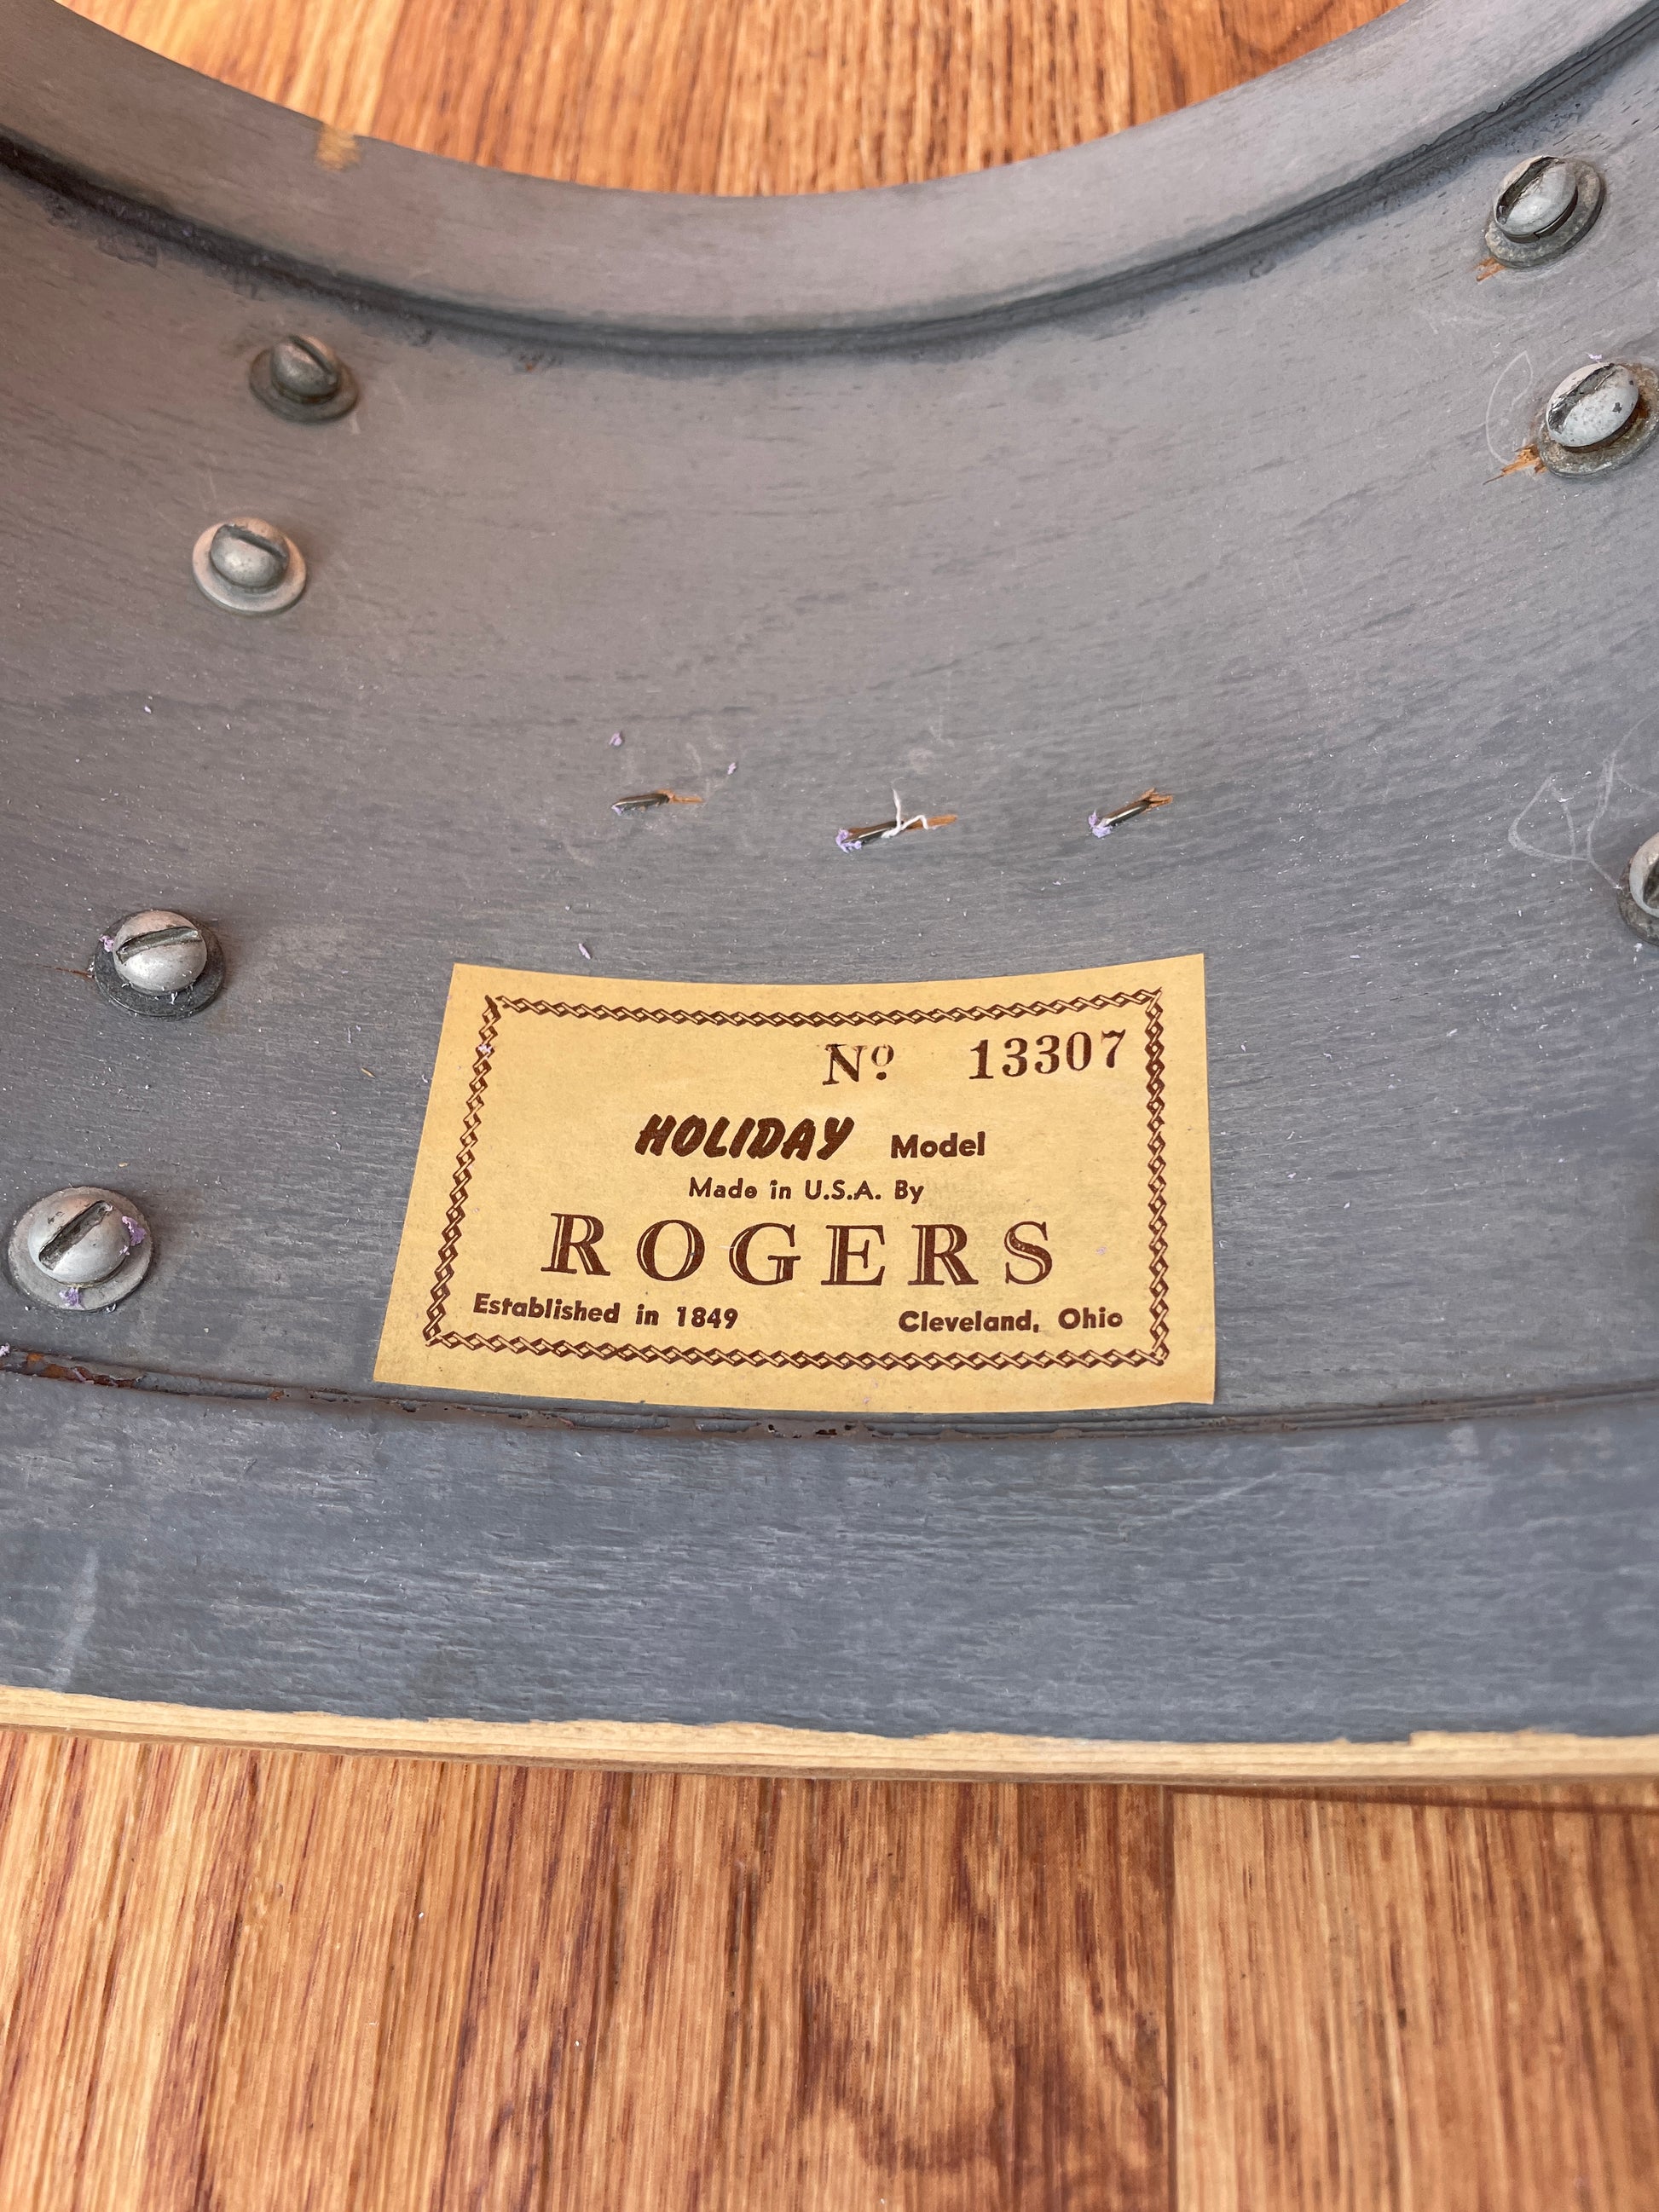 Nº 13307
HOLIDAY Model
Made in U.S.A. By
ROGERS
Established in 1849 Cleveland, Ohio